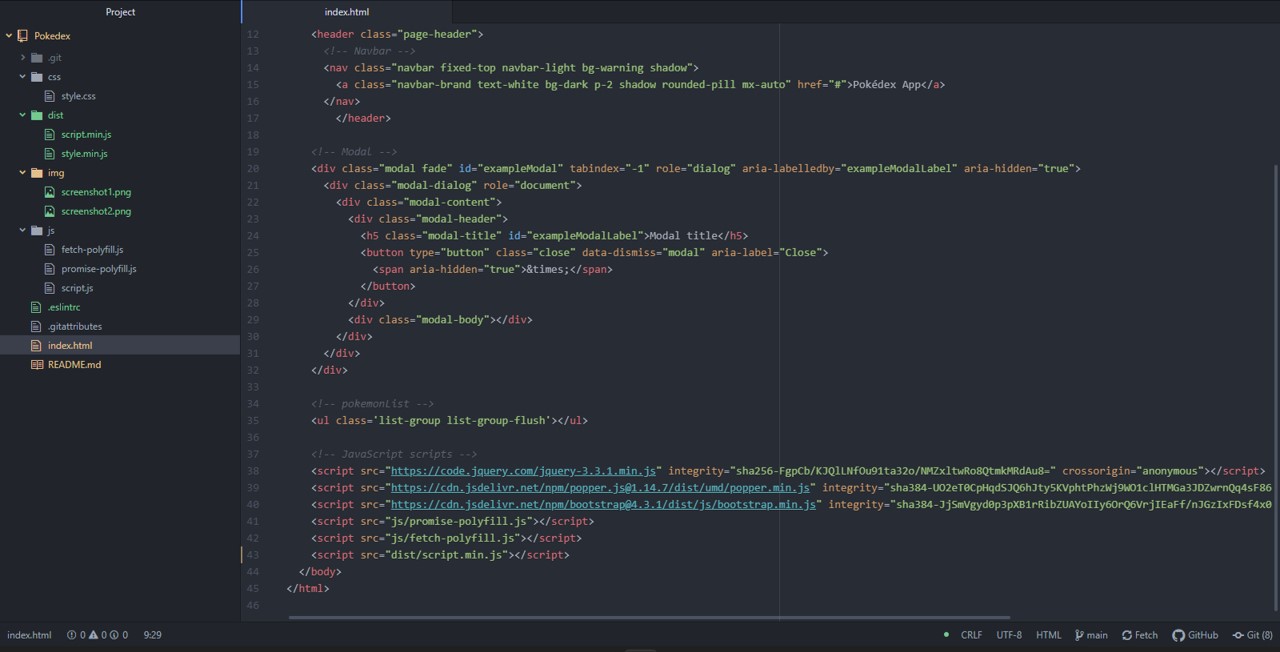 Project
Pokedex
.git
css
style.css
dist
script.min.js
style.min.js
img
screenshot1.png
screenshot2.png
js
fetch-polyfill.js
promise-polyfill.js
script.js
.eslintrc
.gitattributes
index.html
README.md
index.html
12 <header class="page-header">
13 <!-- Navbar -->
14 <nav class="navbar fixed-top navbar-light bg-warning shadow">
15 <a class="navbar-brand text-white bg-dark p-2 shadow rounded-pill mx-auto" href="#">Pokédex App</a>
16 </nav>
17 </header>
18
19 <!-- Modal -->
20 <div class="modal fade" id="exampleModal" tabindex="-1" role="dialog" aria-labelledby="exampleModalLabel" aria-hidden="true">
21 <div class="modal-dialog" role="document">
22 <div class="modal-content">
23 <div class="modal-header">
24 <h5 class="modal-title" id="exampleModalLabel">Modal title</h5>
25 <button type="button" class="close" data-dismiss="modal" aria-label="Close">
26 <span aria-hidden="true">&times;</span>
27 </button>
28 </div>
29 <div class="modal-body"></div>
30 </div>
31 </div>
32 </div>
33
34 <!-- pokemonList -->
35 <ul class='list-group list-group-flush'></ul>
36
37 <!-- JavaScript scripts -->
38 <script src="https://code.jquery.com/jquery-3.3.1.min.js" integrity="sha256-FgpCb/KJQlLNfOu91ta32o/NMZxltwRo8QtmkMRdAu8=" crossorigin="anonymous"></script>
39 <script src="https://cdn.jsdelivr.net/npm/popper.js@1.14.7/dist/umd/popper.min.js" integrity="sha384-UO2eT0CpHqdSJQ6hJty5KVphtPhzWj9WO1clHTMGa3JDZwrnQq4sF86
40 <script src="https://cdn.jsdelivr.net/npm/bootstrap@4.3.1/dist/js/bootstrap.min.js" integrity="sha384-JjSmVgyd0p3pXB1rRibZUAYoIIy6OrQ6VrjIEaFf/nJGzIxFDsf4x0
41 <script src="js/promise-polyfill.js"></script>
42 <script src="js/fetch-polyfill.js"></script>
43 <script src="dist/script.min.js"></script>
44 </body>
45 </html>
46
index.html 0 0 0 9:29 CRLF UTF-8 HTML main Fetch GitHub Git (8)